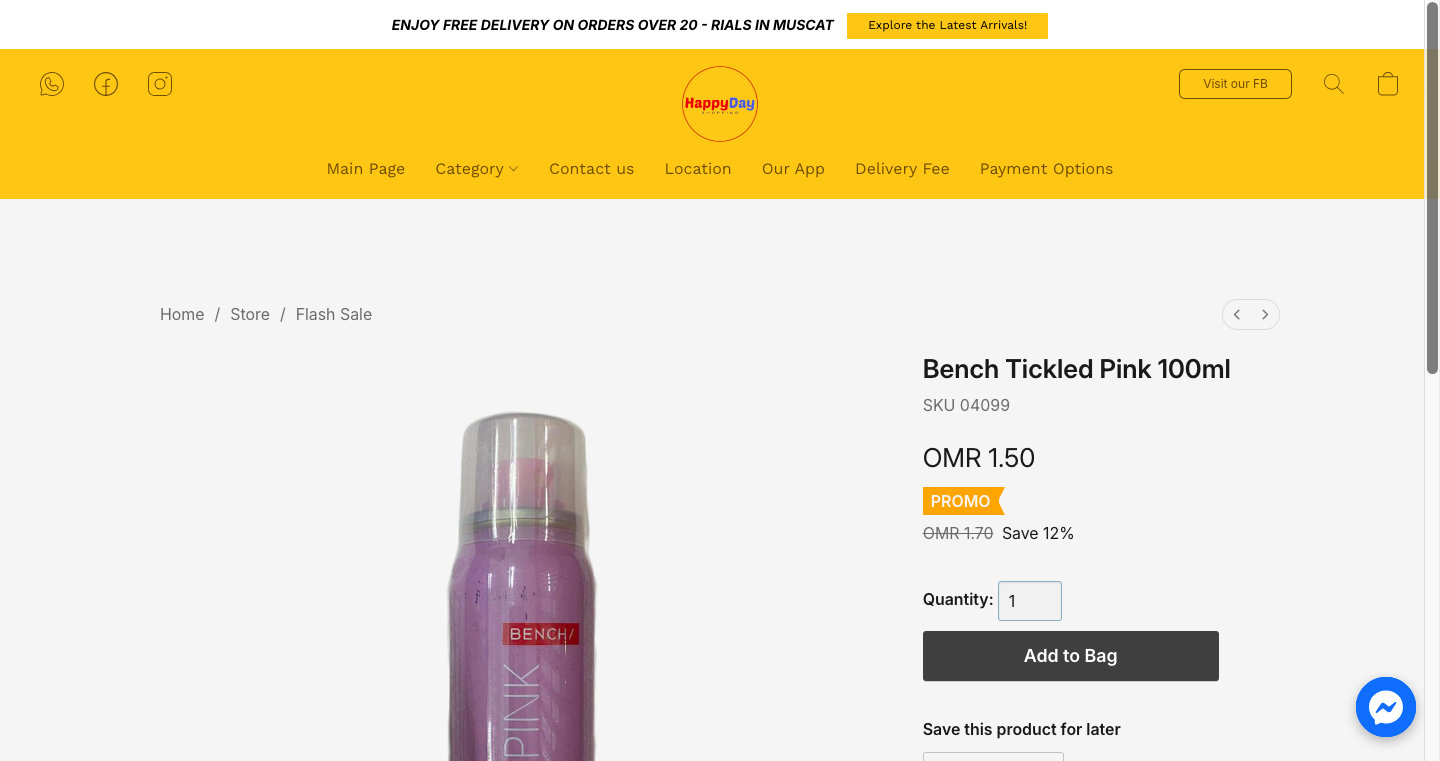 ENJOY FREE DELIVERY ON ORDERS OVER 20 - RIALS IN MUSCAT
Explore the Latest Arrivals!
HappyDay
SHOPPING
Visit our FB
Main Page
Category
Contact us
Location
Our App
Delivery Fee
Payment Options
Home / Store / Flash Sale
Bench Tickled Pink 100ml
SKU 04099
OMR 1.50
PROMO
OMR 1.70 Save 12%
Quantity: 1
Add to Bag
Save this product for later
BENCH/
PINK